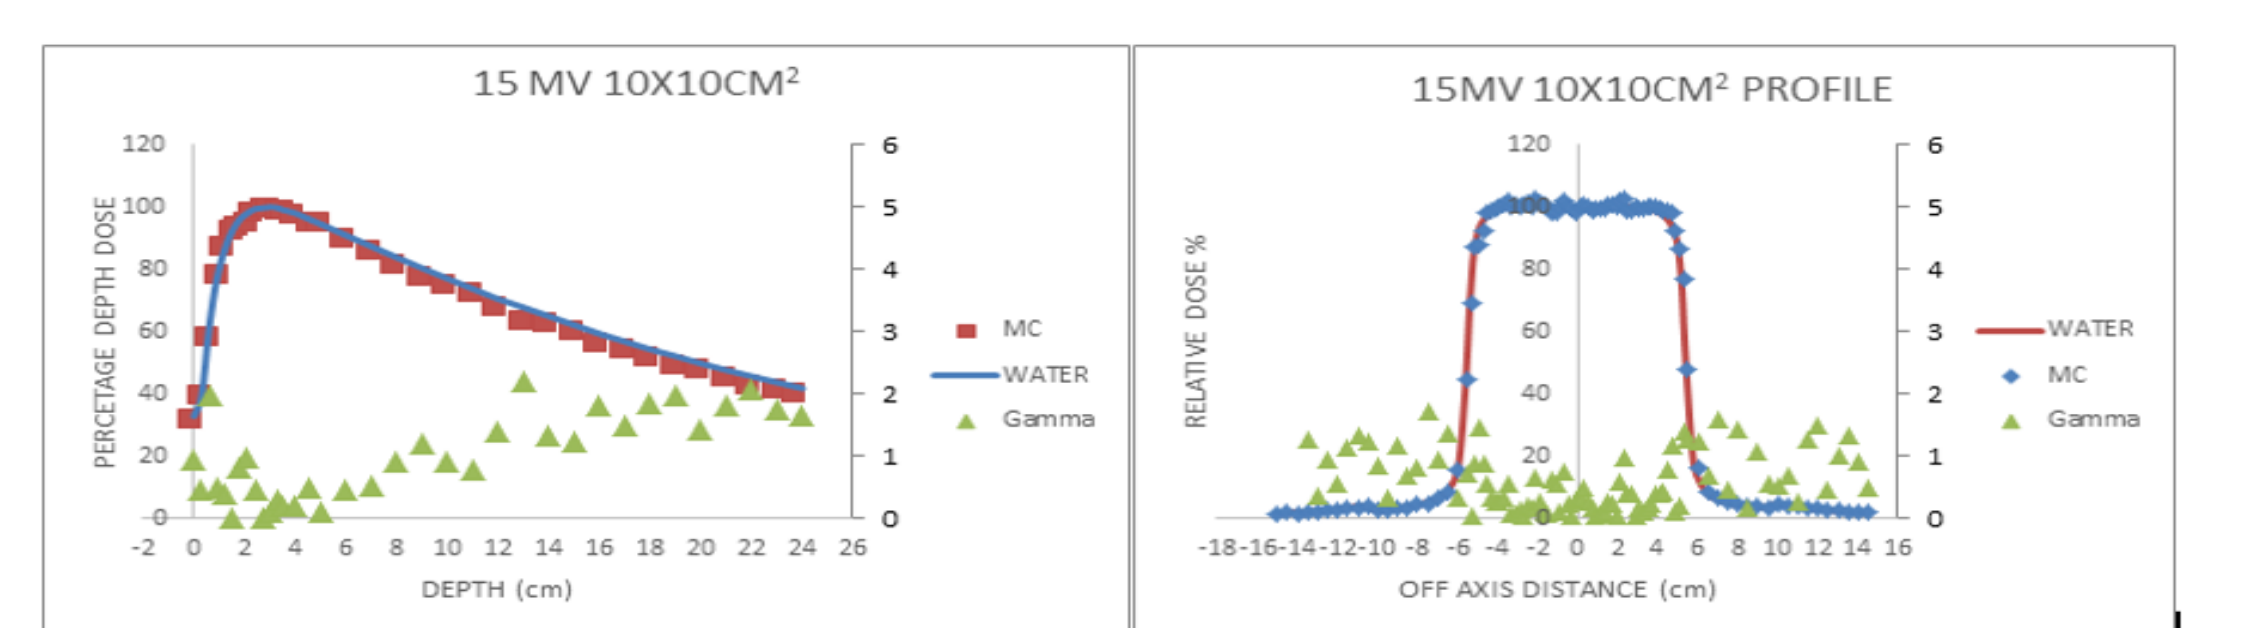 15 MV 10X10CM²
120
100
80
60
40
20
0
6
5
4
3
2
1
0
PERCETAGE DEPTH DOSE
MC
WATER
Gamma
-2 0 2 4 6 8 10 12 14 16 18 20 22 24 26
DEPTH (cm)
15MV 10X10CM² PROFILE
120
100
80
60
40
20
0
6
5
4
3
2
1
0
RELATIVE DOSE %
WATER
MC
Gamma
-18 -16 -14 -12 -10 -8 -6 -4 -2 0 2 4 6 8 10 12 14 16
OFF AXIS DISTANCE (cm)